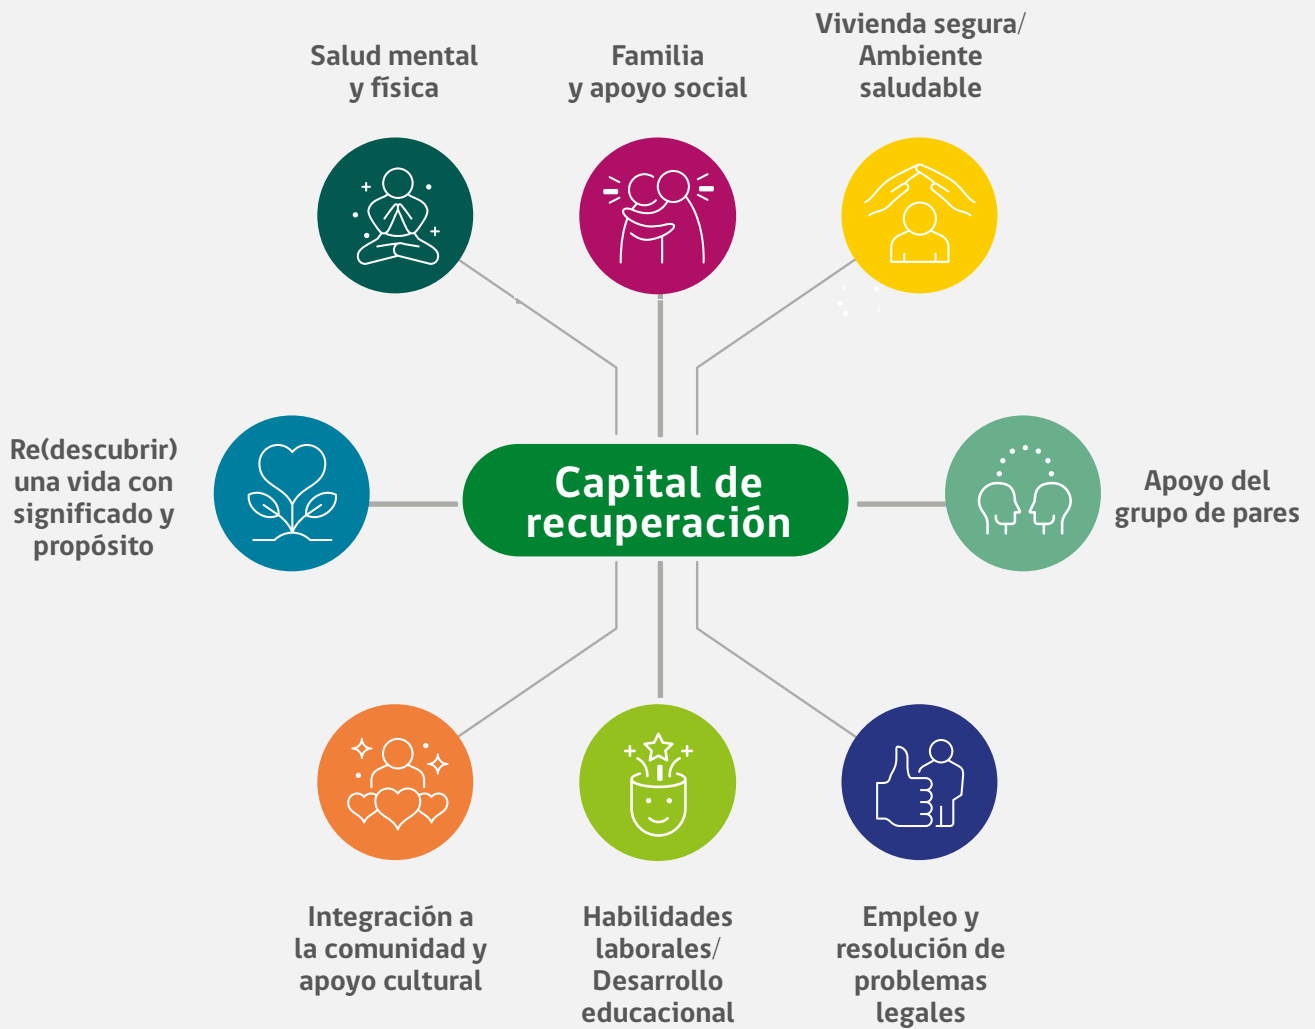 Salud mental
y física
Familia
y apoyo social
Vivienda segura/
Ambiente
saludable
Re(descubrir)
una vida con
significado y
propósito
Capital de
recuperación
Apoyo del
grupo de pares
Integración a
la comunidad y
apoyo cultural
Habilidades
laborales/
Desarrollo
educacional
Empleo y
resolución de
problemas
legales